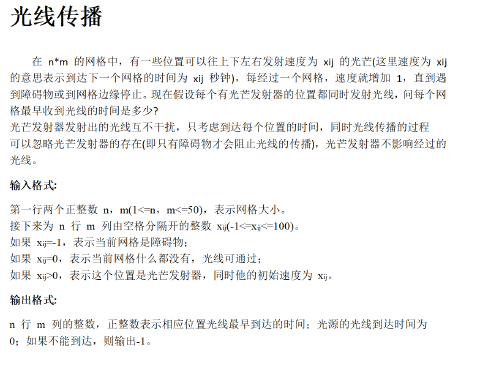 光线传播
在 n*m 的网格中，有一些位置可以往上下左右发射速度为 xij 的光芒(这里速度为 xij
的意思表示到达下一个网格的时间为 xij 秒钟)，每经过一个网格，速度就增加 1，直到遇
到障碍物或到网格边缘停止。现在假设每个有光芒发射器的位置都同时发射光线，问每个网
格最早收到光线的时间是多少?
光芒发射器发射出的光线互不干扰，只考虑到达每个位置的时间，同时光线传播的过程
可以忽略光芒发射器的存在(即只有障碍物才会阻止光线的传播)，光芒发射器不影响经过的
光线。
输入格式:
第一行两个正整数 n，m(1<=n，m<=50)，表示网格大小。
接下来为 n 行 m 列由空格分隔开的整数 xij(-1<=xij<=100)。
如果 xij=-1，表示当前网格是障碍物；
如果 xij=0，表示当前网格什么都没有，光线可通过；
如果 xij>0，表示这个位置是光芒发射器，同时他的初始速度为 xij。
输出格式:
n 行 m 列的整数，正整数表示相应位置光线最早到达的时间；光源的光线到达时间为
0；如果不能到达，则输出-1。